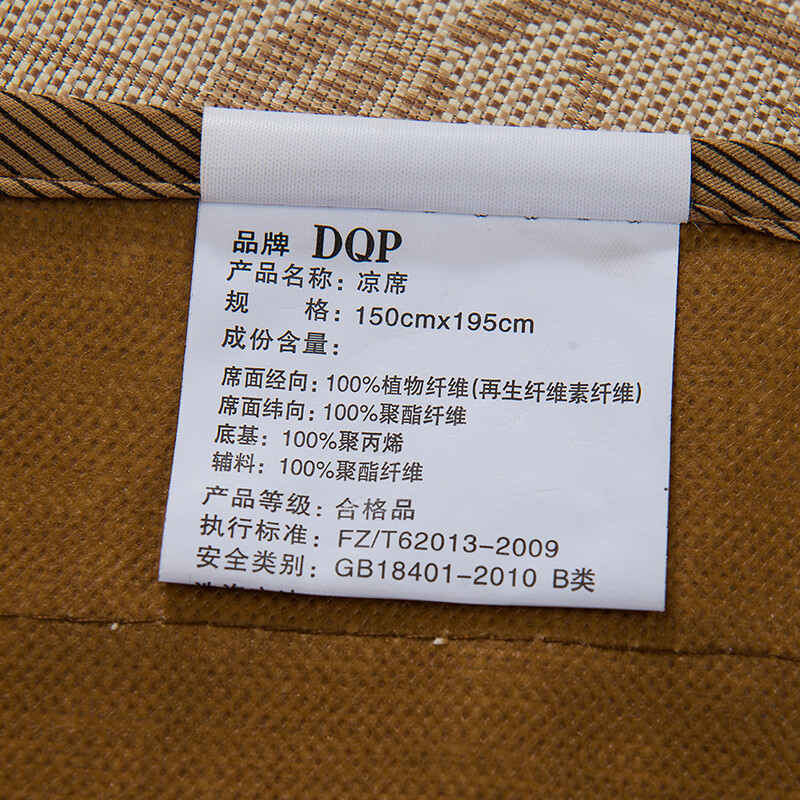 品牌 DQP
产品名称：凉席
规 格：150cmx195cm
成份含量：
席面经向：100%植物纤维(再生纤维素纤维)
席面纬向：100%聚酯纤维
底基：100%聚丙烯
辅料：100%聚酯纤维
产品等级：合格品
执行标准：FZ/T62013-2009
安全类别：GB18401-2010 B类